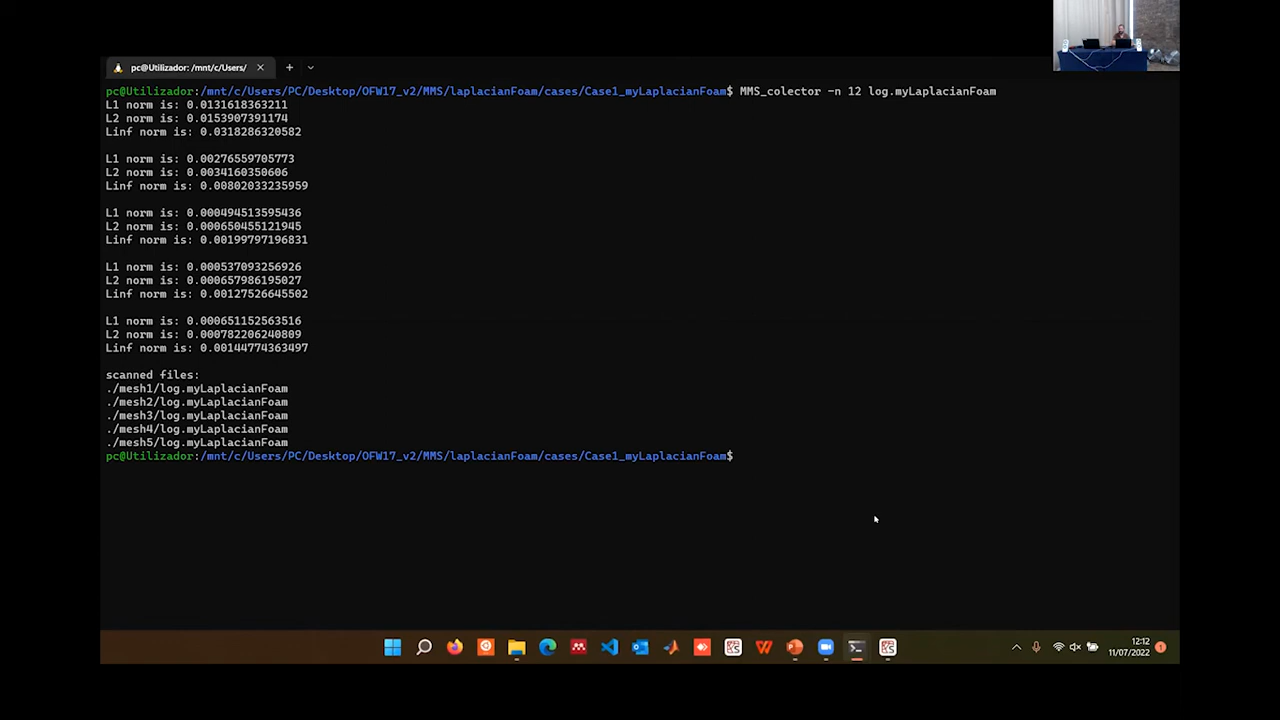 pc@Utilizador: /mnt/c/Users/
pc@Utilizador:/mnt/c/Users/PC/Desktop/OFW17_v2/MMS/laplacianFoam/cases/Case1_myLaplacianFoam$ MMS_colector -n 12 log.myLaplacianFoam
L1 norm is: 0.0131618363211
L2 norm is: 0.0153907391174
Linf norm is: 0.0318286320582
L1 norm is: 0.00276559705773
L2 norm is: 0.0034160350606
Linf norm is: 0.00802033235959
L1 norm is: 0.000494513595436
L2 norm is: 0.000650455121945
Linf norm is: 0.00199797196831
L1 norm is: 0.000537093256926
L2 norm is: 0.000657986195027
Linf norm is: 0.00127526645502
L1 norm is: 0.000651152563516
L2 norm is: 0.000782206240809
Linf norm is: 0.00144774363497
scanned files:
./mesh1/log.myLaplacianFoam
./mesh2/log.myLaplacianFoam
./mesh3/log.myLaplacianFoam
./mesh4/log.myLaplacianFoam
./mesh5/log.myLaplacianFoam
pc@Utilizador:/mnt/c/Users/PC/Desktop/OFW17_v2/MMS/laplacianFoam/cases/Case1_myLaplacianFoam$
12:12
11/07/2022
1